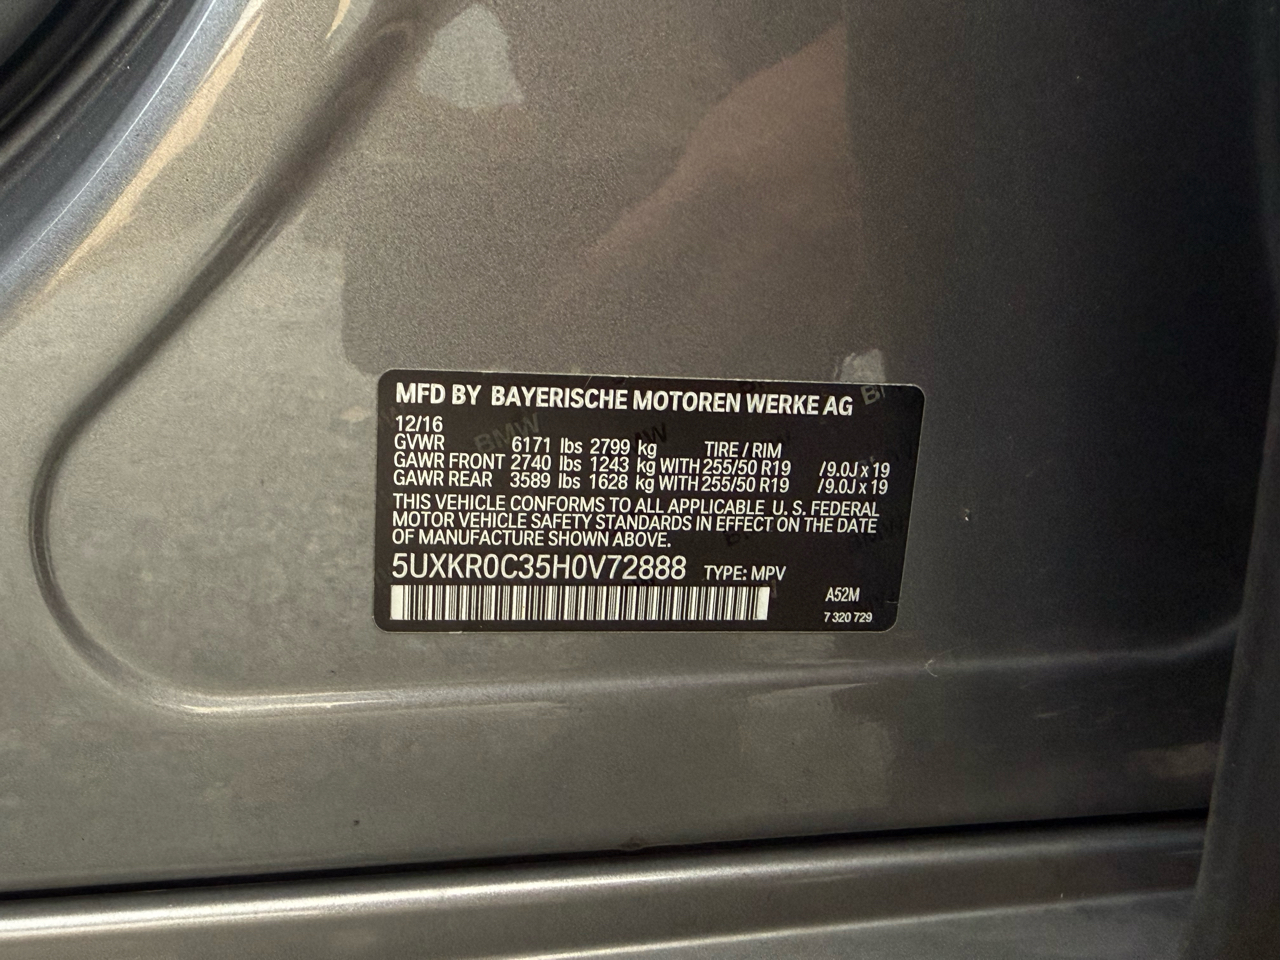 MFD BY BAYERISCHE MOTOREN WERKE AG
12/16
GVWR 6171 lbs 2799 kg TIRE / RIM
GAWR FRONT 2740 lbs 1243 kg WITH 255/50 R19 /9.0J x 19
GAWR REAR 3589 lbs 1628 kg WITH 255/50 R19 /9.0J x 19
THIS VEHICLE CONFORMS TO ALL APPLICABLE U. S. FEDERAL
MOTOR VEHICLE SAFETY STANDARDS IN EFFECT ON THE DATE
OF MANUFACTURE SHOWN ABOVE.
5UXKR0C35H0V72888 TYPE: MPV
A52M
7 320 729